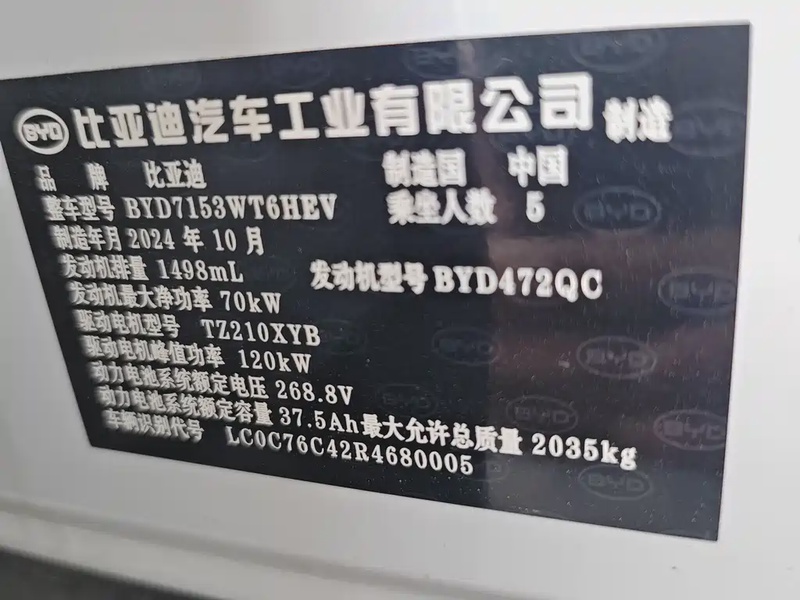 BYD 比亚迪汽车工业有限公司 制造
品牌 比亚迪 制造国 中国
整车型号 BYD7153WT6HEV 乘坐人数 5
制造年月 2024 年 10 月
发动机排量 1498mL 发动机型号 BYD472QC
发动机最大净功率 70kW
驱动电机型号 TZ210XYB
驱动电机峰值功率 120kW
动力电池系统额定电压 268.8V
动力电池系统额定容量 37.5Ah 最大允许总质量 2035kg
车辆识别代号 LC0C76C42R4680005